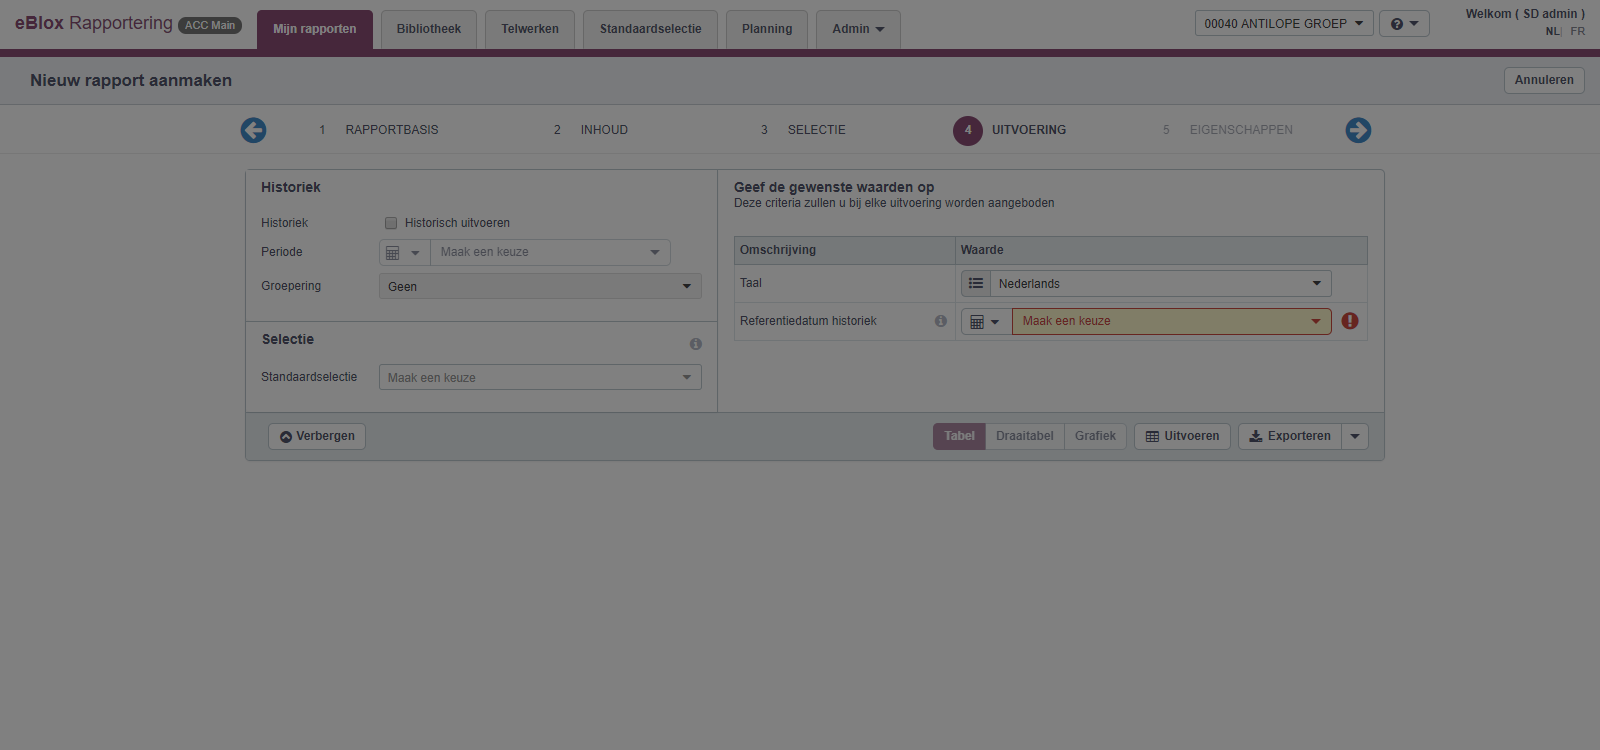 eBlox Rapportering ACC Main Mijn rapporten Bibliotheek Telwerken Standaardselectie Planning Admin 00040 ANTILOPE GROEP Welkom ( SD admin )
NL| FR
Nieuw rapport aanmaken Annuleren
1 RAPPORTBASIS 2 INHOUD 3 SELECTIE 4 UITVOERING 5 EIGENSCHAPPEN
Historiek
Historiek Historisch uitvoeren
Periode Maak een keuze
Groepering Geen
Selectie
Standaardselectie Maak een keuze
Geef de gewenste waarden op
Deze criteria zullen u bij elke uitvoering worden aangeboden
Omschrijving Waarde
Taal Nederlands
Referentiedatum historiek Maak een keuze
Verbergen Tabel Draaitabel Grafiek Uitvoeren Exporteren